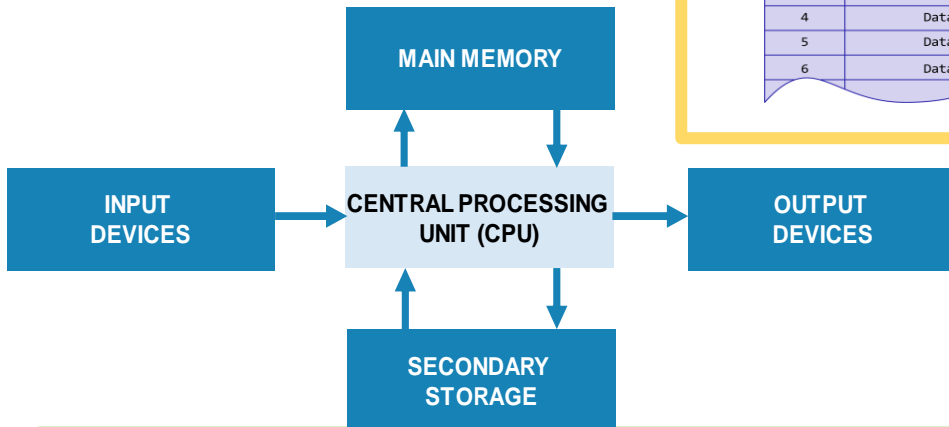 4 Data
5 Data
6 Data
MAIN MEMORY
INPUT
DEVICES
CENTRAL PROCESSING
UNIT (CPU)
OUTPUT
DEVICES
SECONDARY
STORAGE